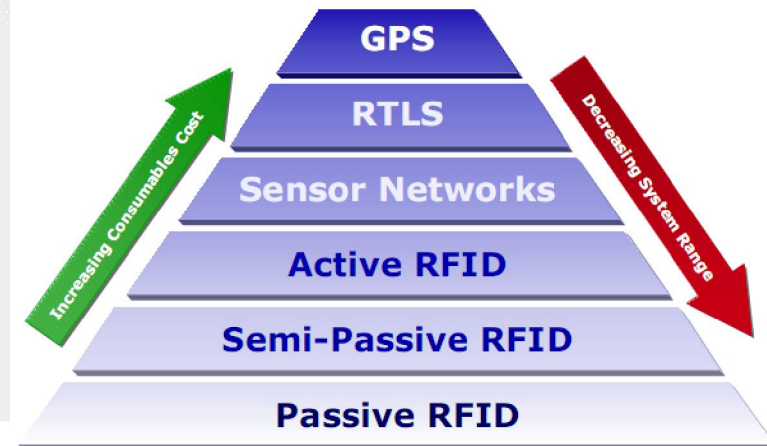 GPS
RTLS
Sensor Networks
Active RFID
Semi-Passive RFID
Passive RFID
Increasing Consumables Cost
Decreasing System Range